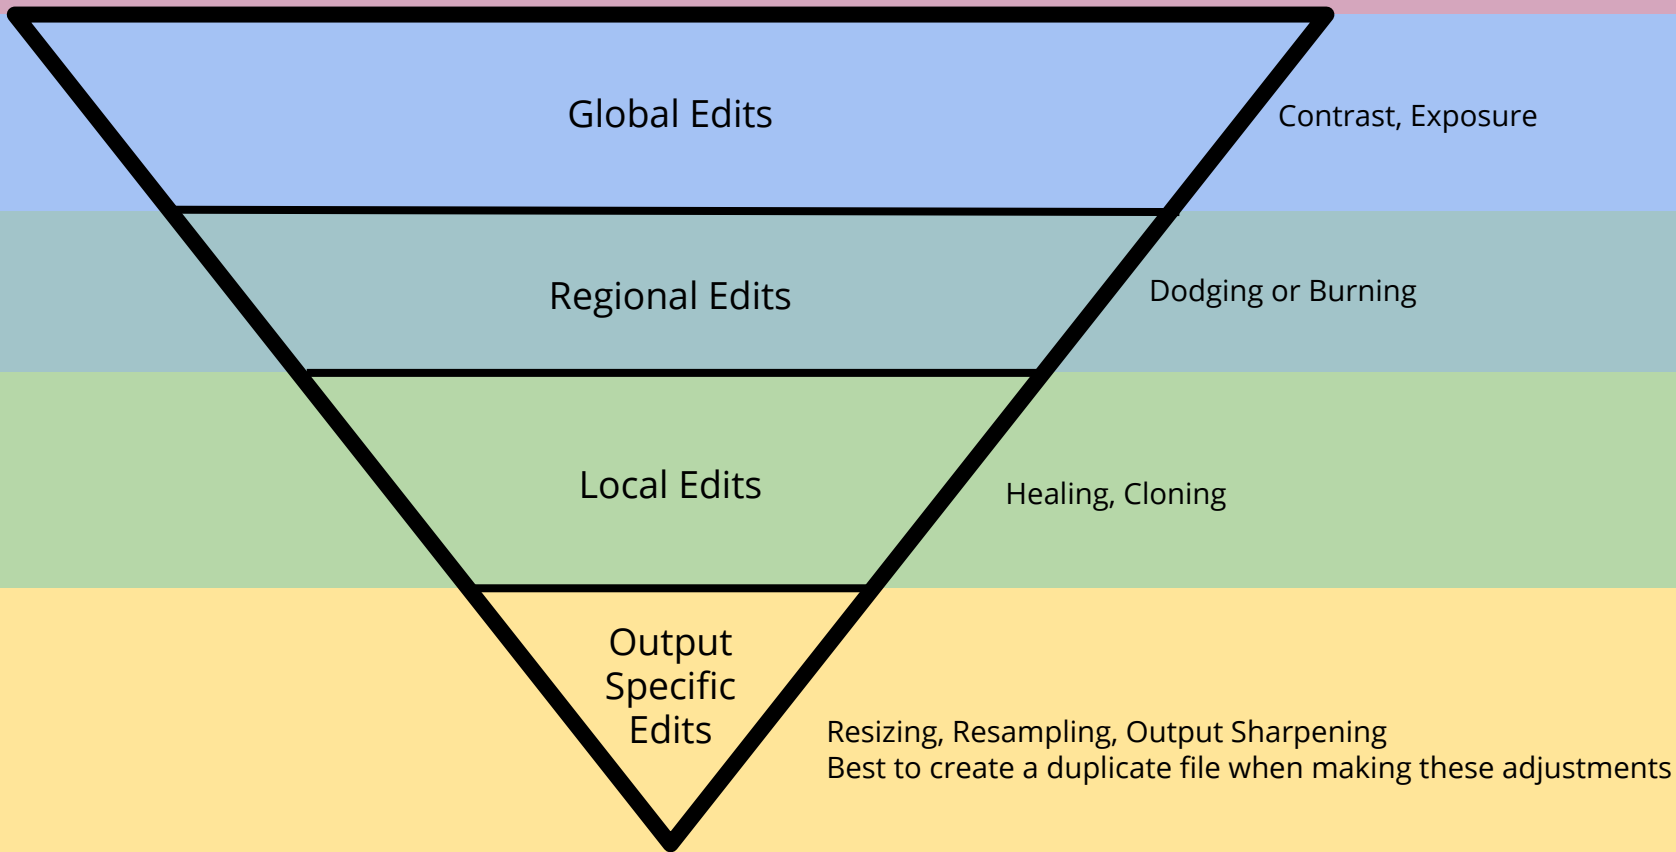 Global Edits
Contrast, Exposure
Regional Edits
Dodging or Burning
Local Edits
Healing, Cloning
Output
Specific
Edits
Resizing, Resampling, Output Sharpening
Best to create a duplicate file when making these adjustments